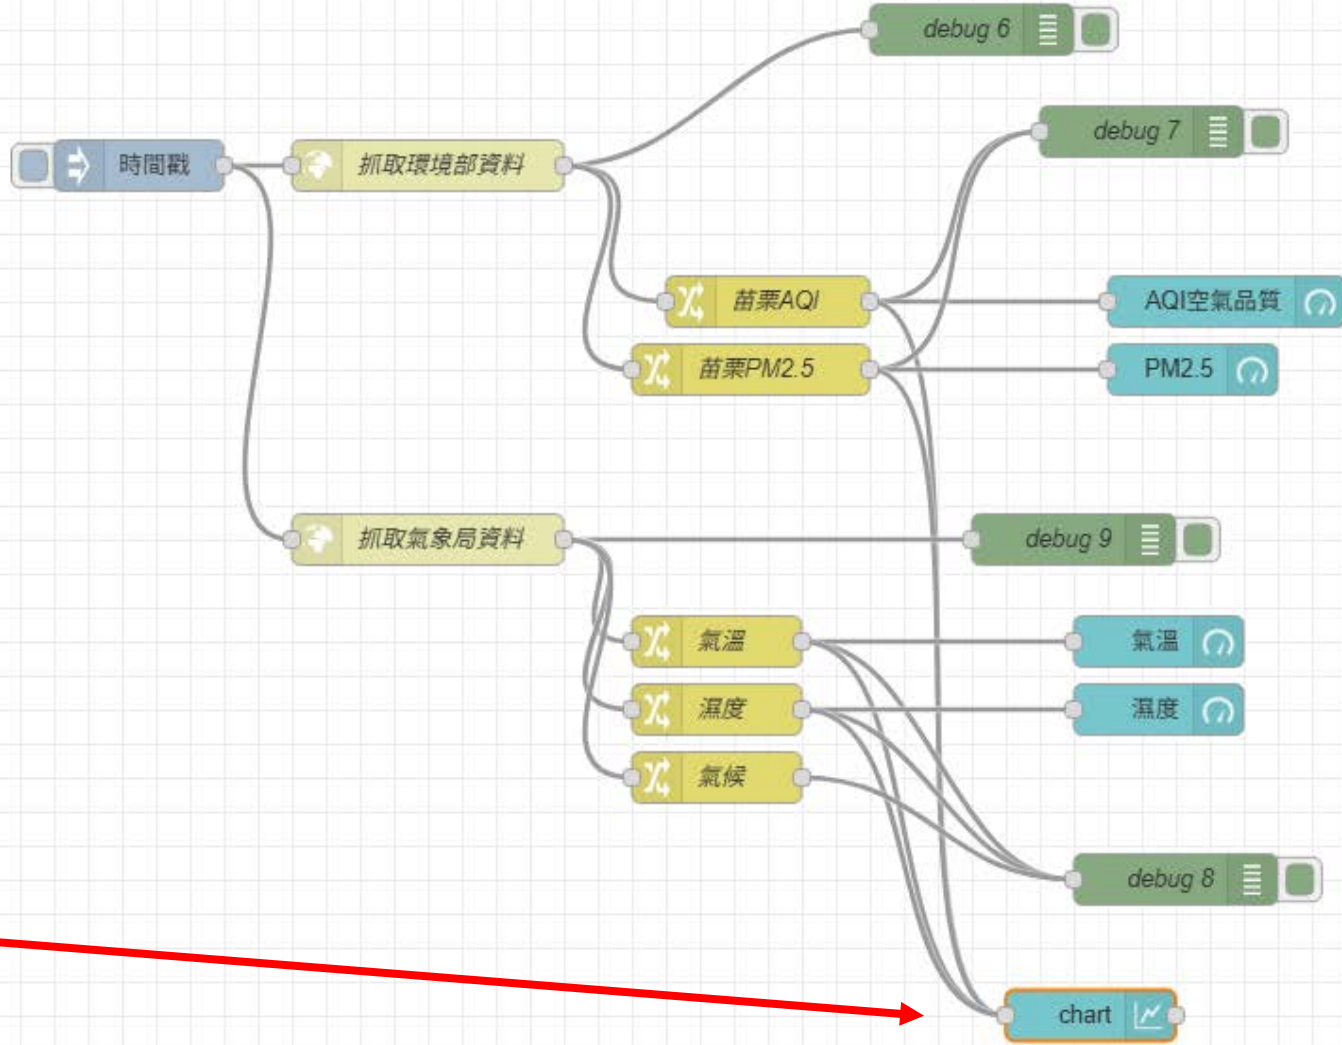 debug 6
debug 7
時間戳
抓取環境部資料
苗栗AQI
AQI空氣品質
苗栗PM2.5
PM2.5
抓取氣象局資料
debug 9
氣溫
氣溫
濕度
濕度
氣候
debug 8
chart